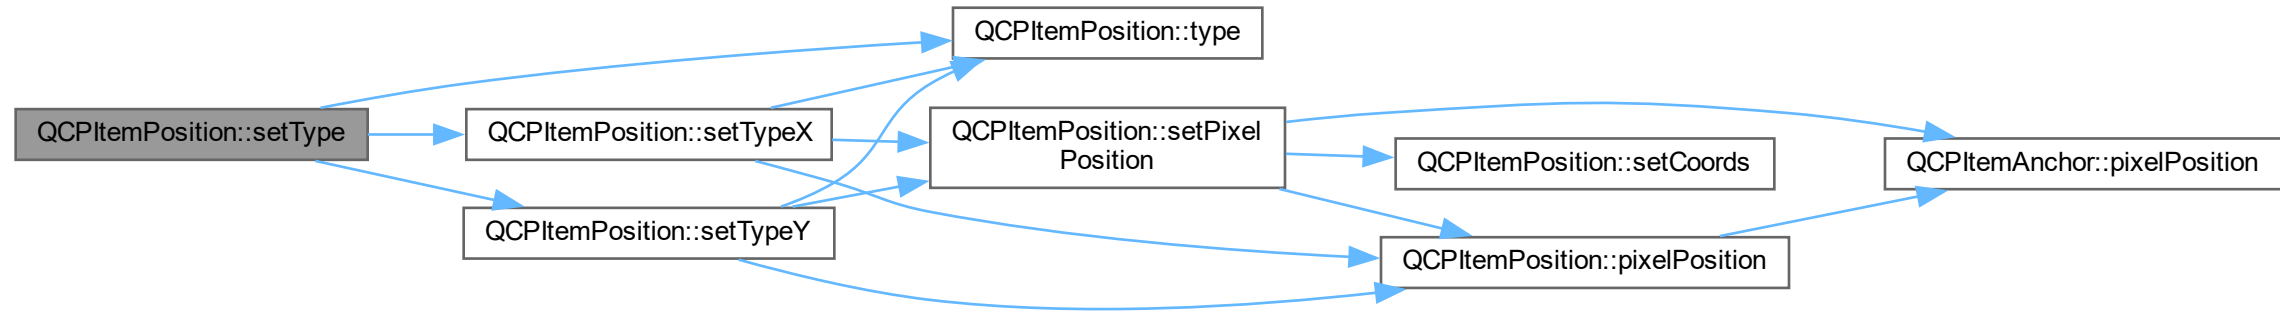 QCPItemPosition::type
QCPItemPosition::setType
QCPItemPosition::setTypeX
QCPItemPosition::setPixel
Position
QCPItemPosition::setCoords
QCPItemAnchor::pixelPosition
QCPItemPosition::setTypeY
QCPItemPosition::pixelPosition